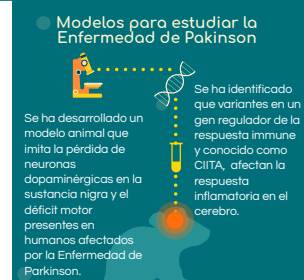 Modelos para estudiar la
Enfermedad de Pakinson
Se ha desarrollado un
modelo animal que
imita la pérdida de
neuronas
dopaminérgicas en la
sustancia nigra y el
déficit motor
presentes en
humanos afectados
por la Enfermedad de
Parkinson.
Se ha identificado
que variantes en un
gen regulador de la
respuesta immune
y conocido como
CIITA, afectan la
respuesta
inflamatoria en el
cerebro.